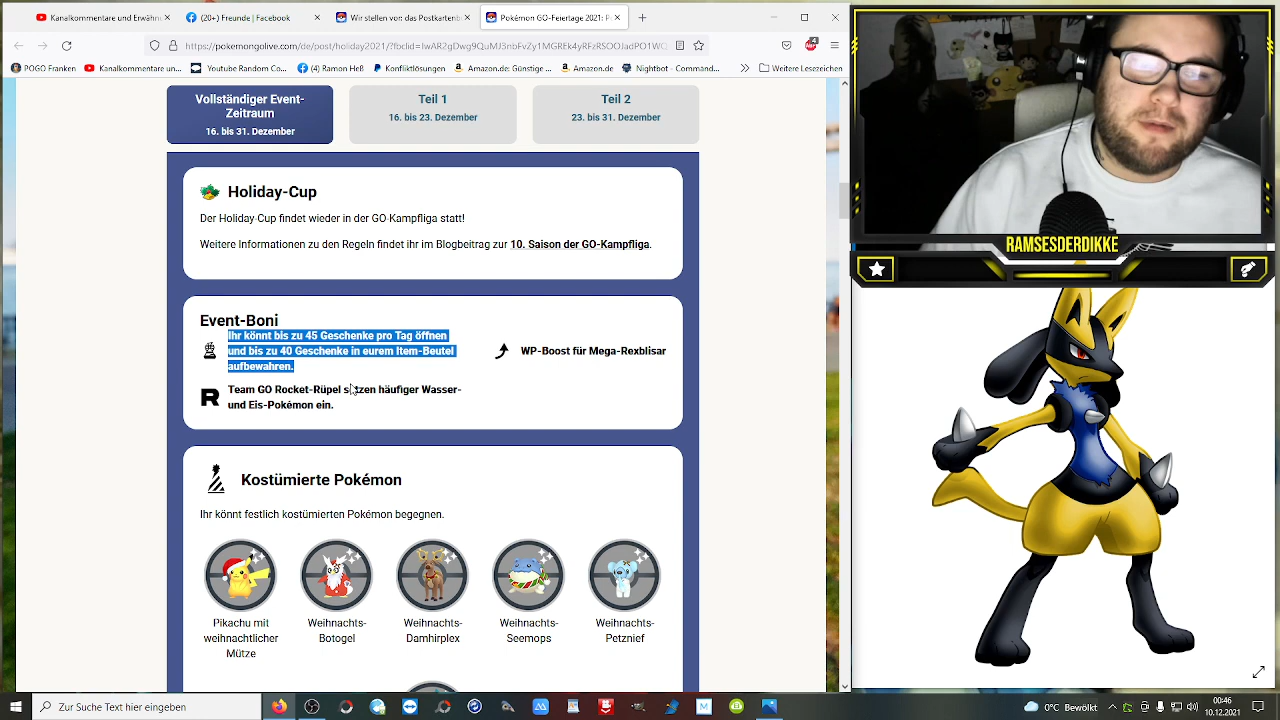 Kanalkommentare und Erwähn
(20+) Freunde | Facebook
Wir stellen das Postkartenbu
Pokémon GO-Feiertage 2021: P
https://pokemongolive.com/de/post/holidays2021/?fbclid=
POGO Franken
Kanalkommentare un...
Youtube Random Co...
(4) Ramon Heß
Konfliktlösungen
Amazon.de: Günstige ...
Amazon.de
Nightbot - Command...
Weitere Lesezeichen
Vollständiger Event-
Zeitraum
16. bis 31. Dezember
Teil 1
16. bis 23. Dezember
Teil 2
23. bis 31. Dezember
Holiday-Cup
Der Holiday-Cup findet wieder in der GO-Kampfliga statt!
Weitere Informationen zu den Regeln findet ihr im Blogbeitrag zur 10. Saison der GO-Kampfliga.
Event-Boni
Ihr könnt bis zu 45 Geschenke pro Tag öffnen
und bis zu 40 Geschenke in eurem Item-Beutel
aufbewahren.
WP-Boost für Mega-Rexblisar
R
Team GO Rocket-Rüpel setzen häufiger Wasser-
und Eis-Pokémon ein.
Kostümierte Pokémon
Ihr könnt festlich kostümierten Pokémon begegnen.
Pikachu mit
weihnachtlicher
Mütze
Weihnachts-
Botogel
Weihnachts-
Damhirplex
Weihnachts-
Seemops
Weihnachts-
Petznief
RAMSESDERDIKKE
Zur Suche Text hier eingeben
0°C Bewölkt
00:46
10.12.2021